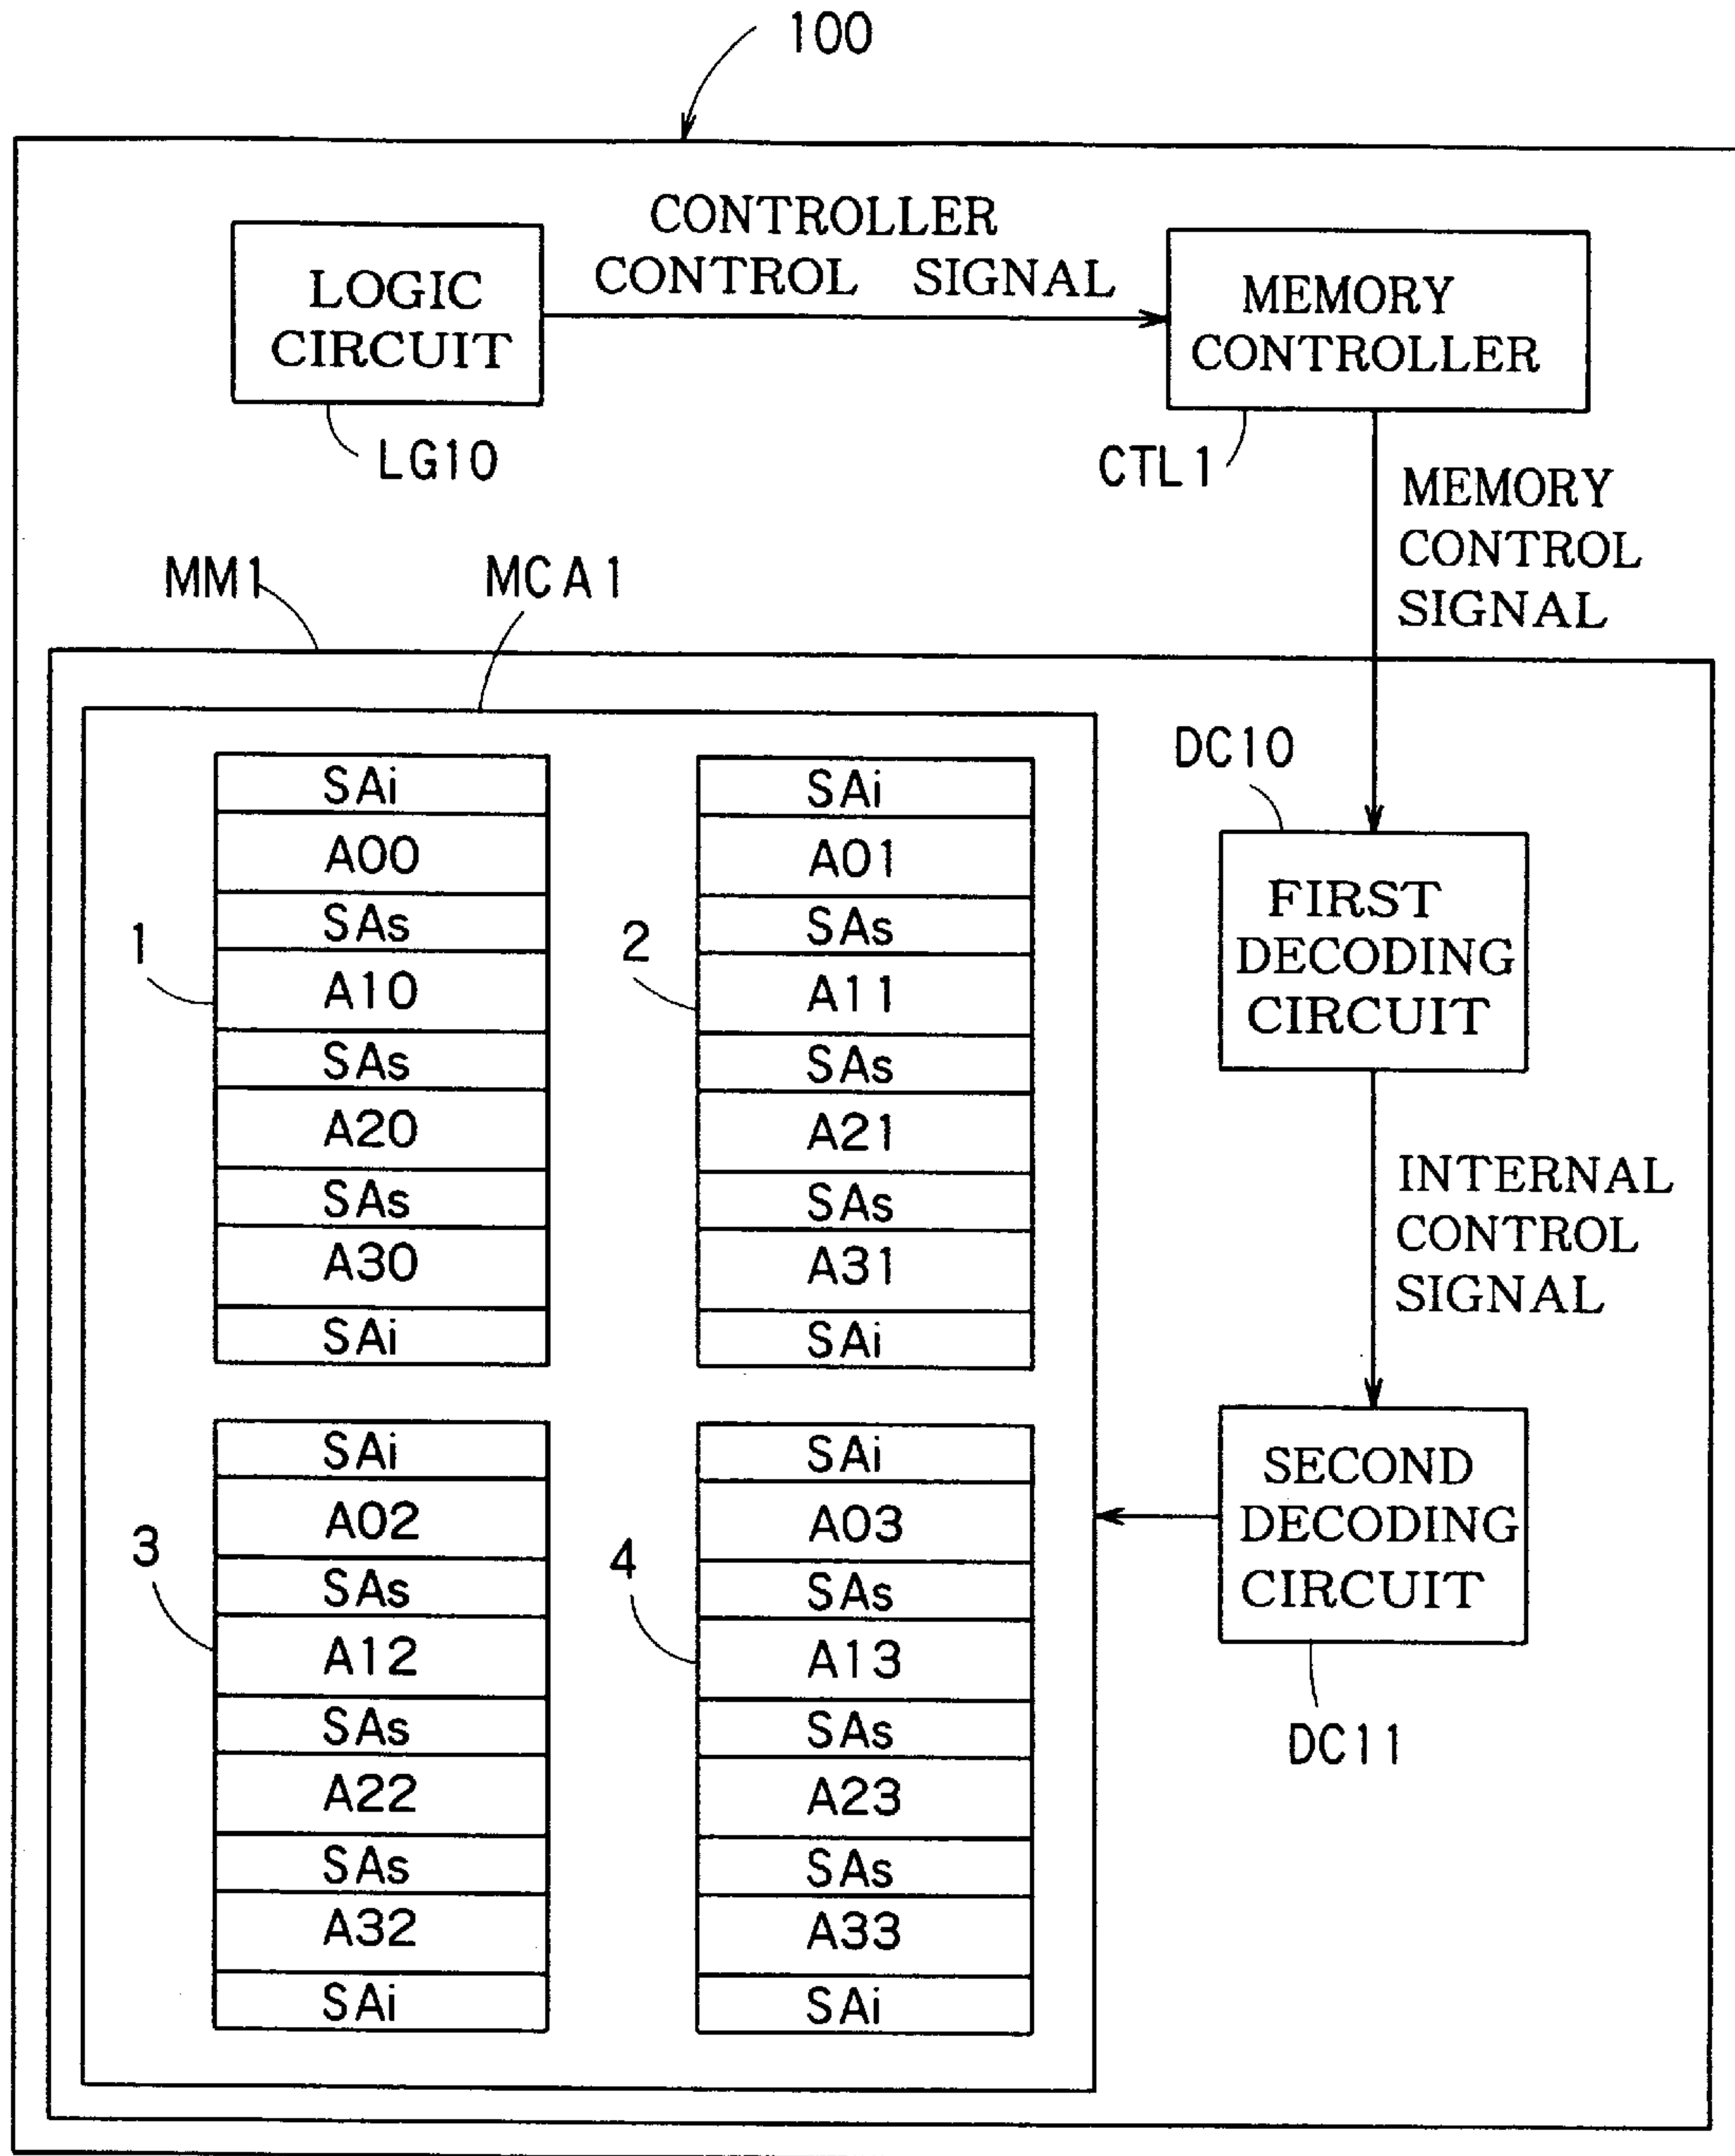 100
CONTROLLER
CONTROL SIGNAL
LOGIC
CIRCUIT
MEMORY
CONTROLLER
LG10
CTL1
MEMORY
CONTROL
SIGNAL
MM1
MCA1
DC10
SAi
A00
SAs
A10
SAs
A20
SAs
A30
SAi
1
SAi
A01
SAs
A11
SAs
A21
SAs
A31
SAi
2
FIRST
DECODING
CIRCUIT
INTERNAL
CONTROL
SIGNAL
SAi
A02
SAs
A12
SAs
A22
SAs
A32
SAi
3
SAi
A03
SAs
A13
SAs
A23
SAs
A33
SAi
4
SECOND
DECODING
CIRCUIT
DC11